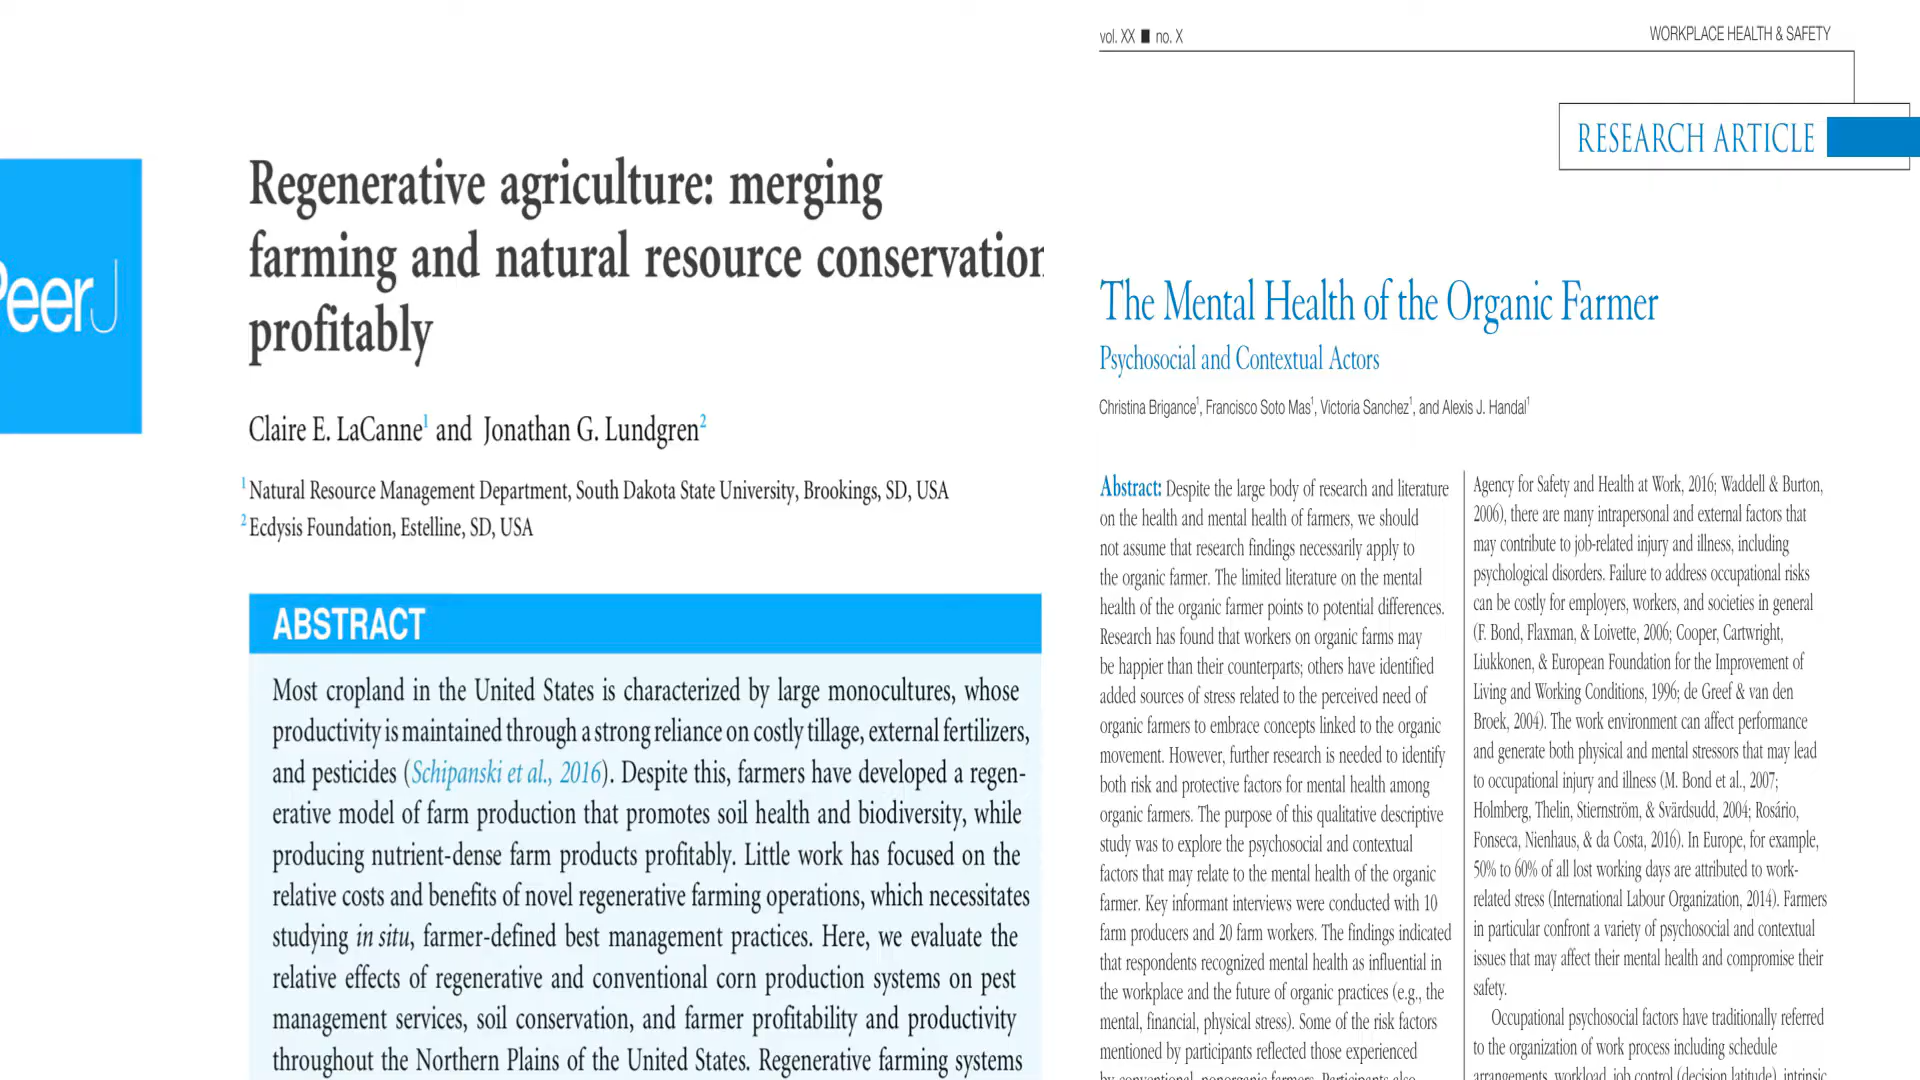 PeerJ
Regenerative agriculture: merging
farming and natural resource conservation
profitably
Claire E. LaCanne1 and Jonathan G. Lundgren2
1 Natural Resource Management Department, South Dakota State University, Brookings, SD, USA
2 Ecdysis Foundation, Estelline, SD, USA
ABSTRACT
Most cropland in the United States is characterized by large monocultures, whose
productivity is maintained through a strong reliance on costly tillage, external fertilizers,
and pesticides (Schipanski et al., 2016). Despite this, farmers have developed a regen-
erative model of farm production that promotes soil health and biodiversity, while
producing nutrient-dense farm products profitably. Little work has focused on the
relative costs and benefits of novel regenerative farming operations, which necessitates
studying in situ, farmer-defined best management practices. Here, we evaluate the
relative effects of regenerative and conventional corn production systems on pest
management services, soil conservation, and farmer profitability and productivity
throughout the Northern Plains of the United States. Regenerative farming systems
vol. XX ■ no. X
WORKPLACE HEALTH & SAFETY
RESEARCH ARTICLE
The Mental Health of the Organic Farmer
Psychosocial and Contextual Actors
Christina Brigance1, Francisco Soto Mas1, Victoria Sanchez1, and Alexis J. Handal1
Abstract: Despite the large body of research and literature
on the health and mental health of farmers, we should
not assume that research findings necessarily apply to
the organic farmer. The limited literature on the mental
health of the organic farmer points to potential differences.
Research has found that workers on organic farms may
be happier than their counterparts; others have identified
added sources of stress related to the perceived need of
organic farmers to embrace concepts linked to the organic
movement. However, further research is needed to identify
both risk and protective factors for mental health among
organic farmers. The purpose of this qualitative descriptive
study was to explore the psychosocial and contextual
factors that may relate to the mental health of the organic
farmer. Key informant interviews were conducted with 10
farm producers and 20 farm workers. The findings indicated
that respondents recognized mental health as influential in
the workplace and the future of organic practices (e.g., the
mental, financial, physical stress). Some of the risk factors
mentioned by participants reflected those experienced
by conventional, nonorganic farmers. Participants also
Agency for Safety and Health at Work, 2016; Waddell & Burton,
2006), there are many intrapersonal and external factors that
may contribute to job-related injury and illness, including
psychological disorders. Failure to address occupational risks
can be costly for employers, workers, and societies in general
(F. Bond, Flaxman, & Loivette, 2006; Cooper, Cartwright,
Liukkonen, & European Foundation for the Improvement of
Living and Working Conditions, 1996; de Greef & van den
Broek, 2004). The work environment can affect performance
and generate both physical and mental stressors that may lead
to occupational injury and illness (M. Bond et al., 2007;
Holmberg, Thelin, Stiernström, & Svärdsudd, 2004; Rosário,
Fonseca, Nienhaus, & da Costa, 2016). In Europe, for example,
50% to 60% of all lost working days are attributed to work-
related stress (International Labour Organization, 2014). Farmers
in particular confront a variety of psychosocial and contextual
issues that may affect their mental health and compromise their
safety.
Occupational psychosocial factors have traditionally referred
to the organization of work process including schedule
arrangements, workload, job control (decision latitude), intrinsic